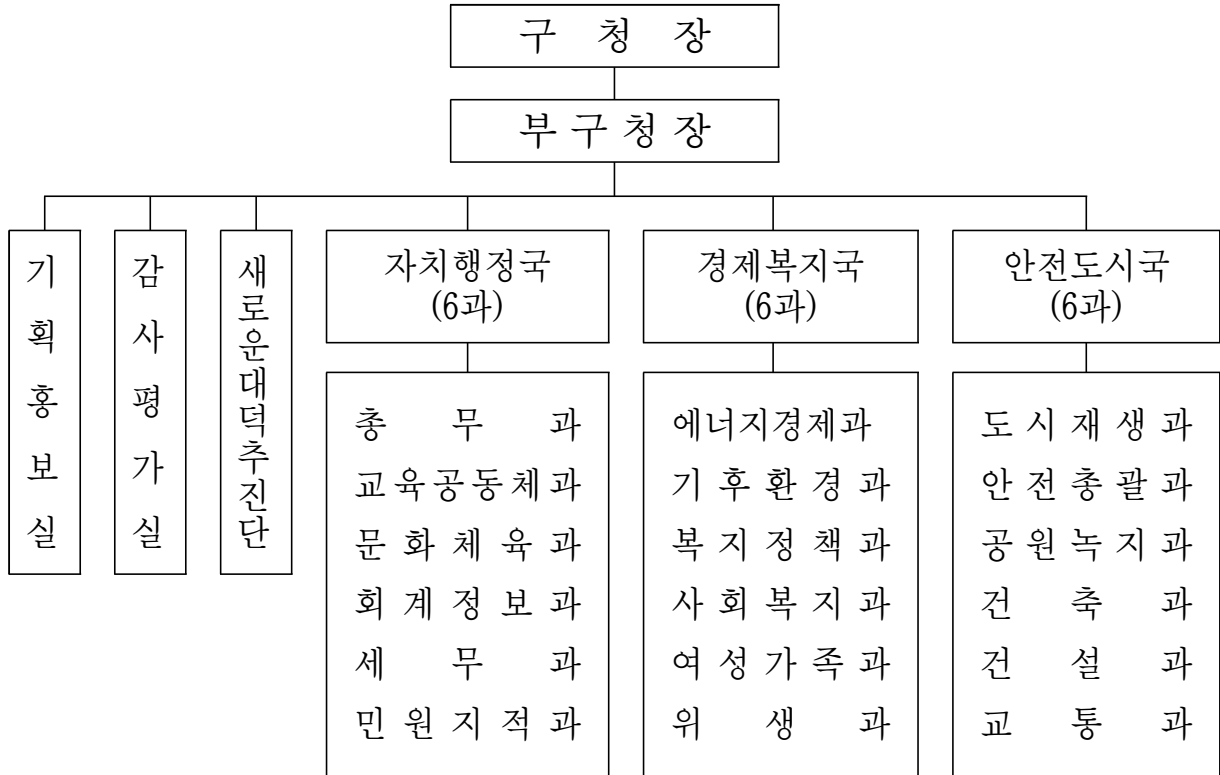 구 청 장
부구청장
기획홍보실
감사평가실
새로운대덕추진단
자치행정국
(6과)
총 무 과
교육공동체과
문화체육과
회계정보과
세 무 과
민원지적과
경제복지국
(6과)
에너지경제과
기후환경과
복지정책과
사회복지과
여성가족과
위 생 과
안전도시국
(6과)
도시재생과
안전총괄과
공원녹지과
건 축 과
건 설 과
교 통 과